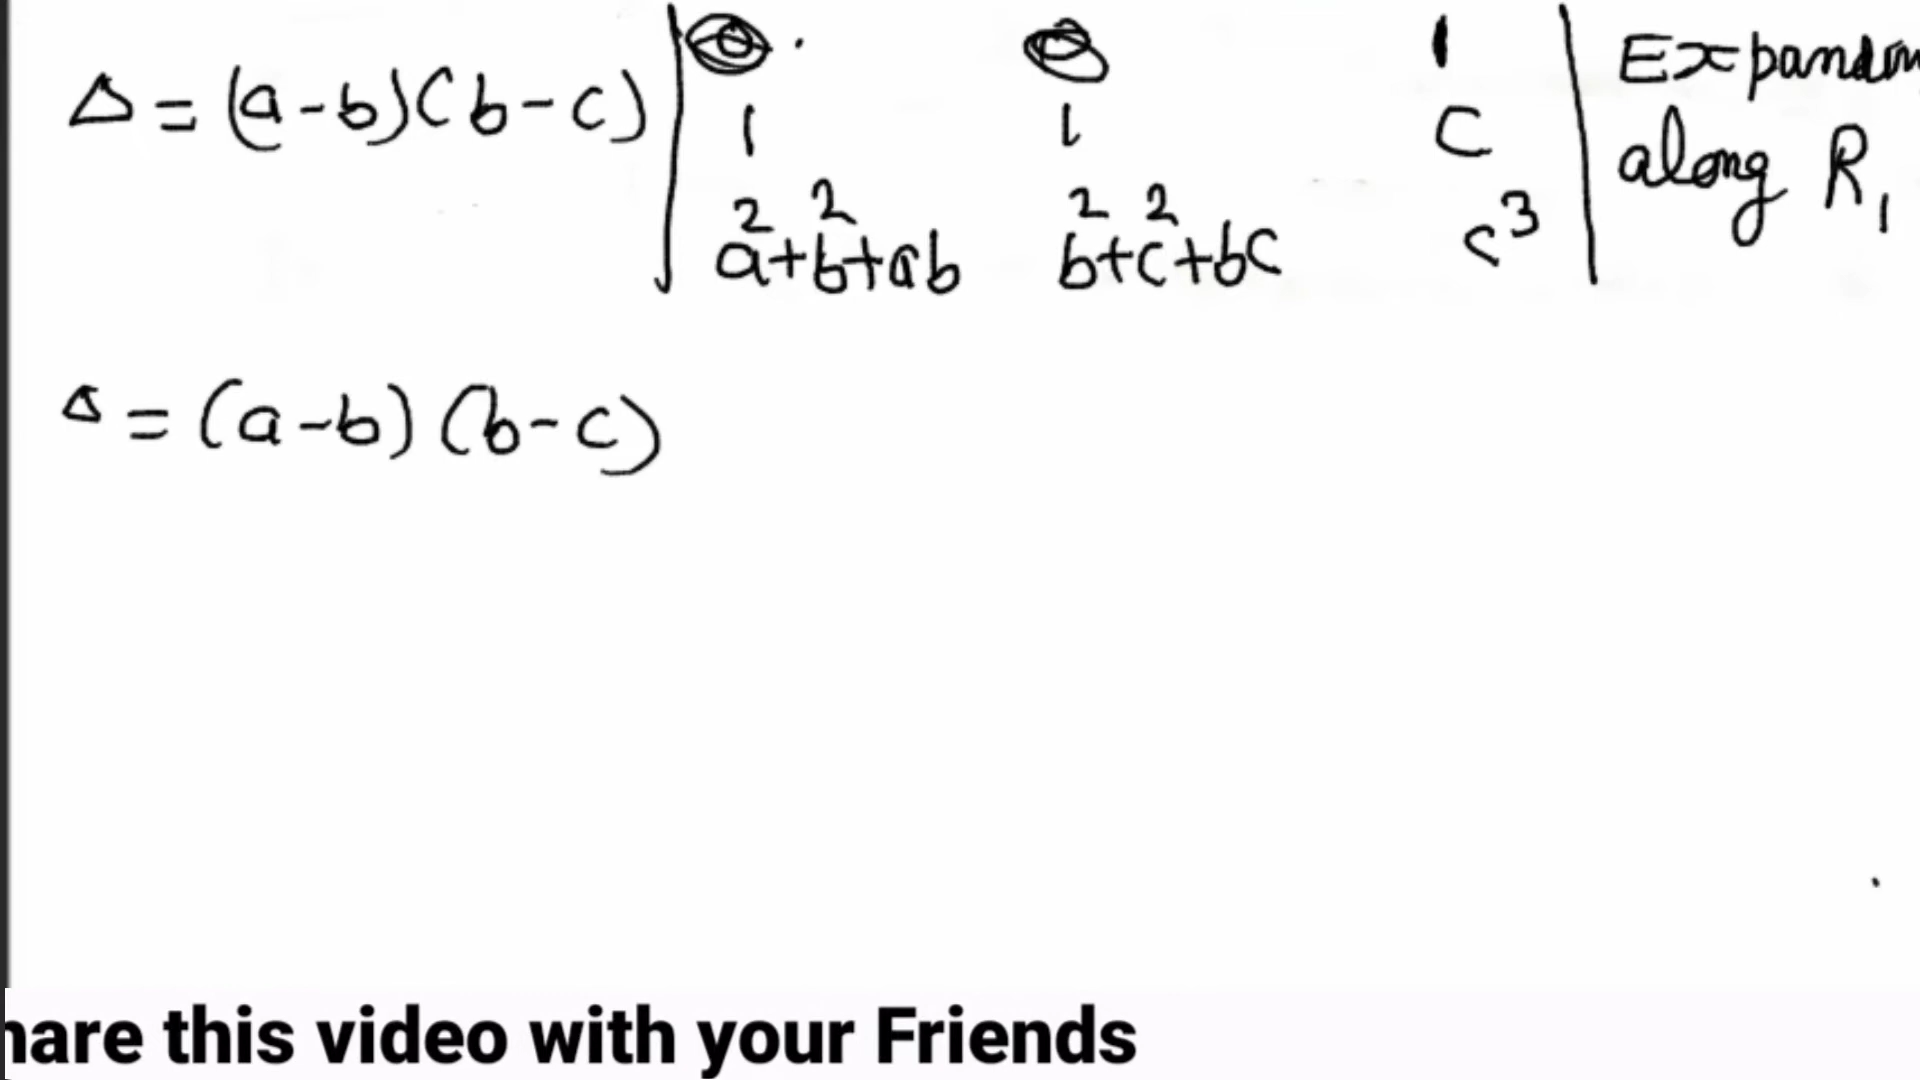 Δ = (a-b)(b-c) | 0 0 1 | Expandin
1 1 c along R₁
a²+b²+ab b²+c²+bc c³
Δ = (a-b) (b-c)
hare this video with your Friends